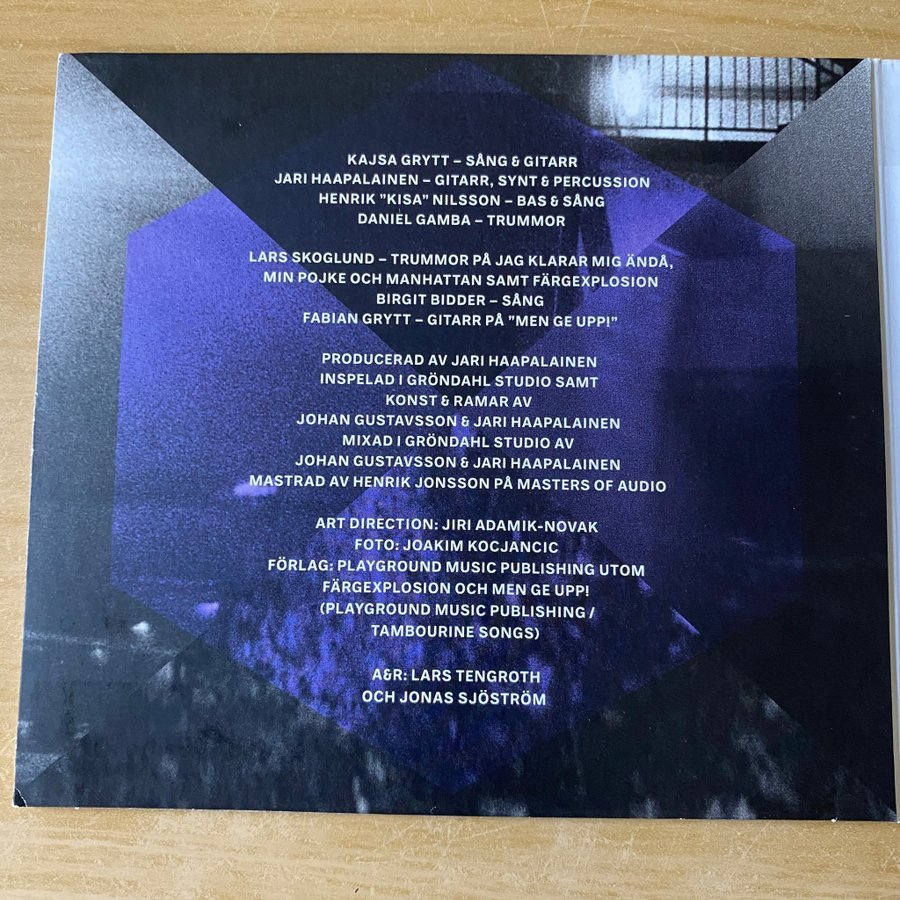 KAJSA GRYTT – SÅNG & GITARR
JARI HAAPALAINEN – GITARR, SYNT & PERCUSSION
HENRIK ”KISA” NILSSON – BAS & SÅNG
DANIEL GAMBA – TRUMMOR
LARS SKOGLUND – TRUMMOR PÅ JAG KLARAR MIG ÄNDÅ,
MIN POJKE OCH MANHATTAN SAMT FÄRGEXPLOSION
BIRGIT BIDDER – SÅNG
FABIAN GRYTT – GITARR PÅ ”MEN GE UPP!”
PRODUCERAD AV JARI HAAPALAINEN
INSPELAD I GRÖNDAHL STUDIO SAMT
KONST & RAMAR AV
JOHAN GUSTAVSSON & JARI HAAPALAINEN
MIXAD I GRÖNDAHL STUDIO AV
JOHAN GUSTAVSSON & JARI HAAPALAINEN
MASTRAD AV HENRIK JONSSON PÅ MASTERS OF AUDIO
ART DIRECTION: JIRI ADAMIK-NOVAK
FOTO: JOAKIM KOCJANCIC
FÖRLAG: PLAYGROUND MUSIC PUBLISHING UTOM
FÄRGEXPLOSION OCH MEN GE UPP!
(PLAYGROUND MUSIC PUBLISHING /
TAMBOURINE SONGS)
A&R: LARS TENGROTH
OCH JONAS SJÖSTRÖM